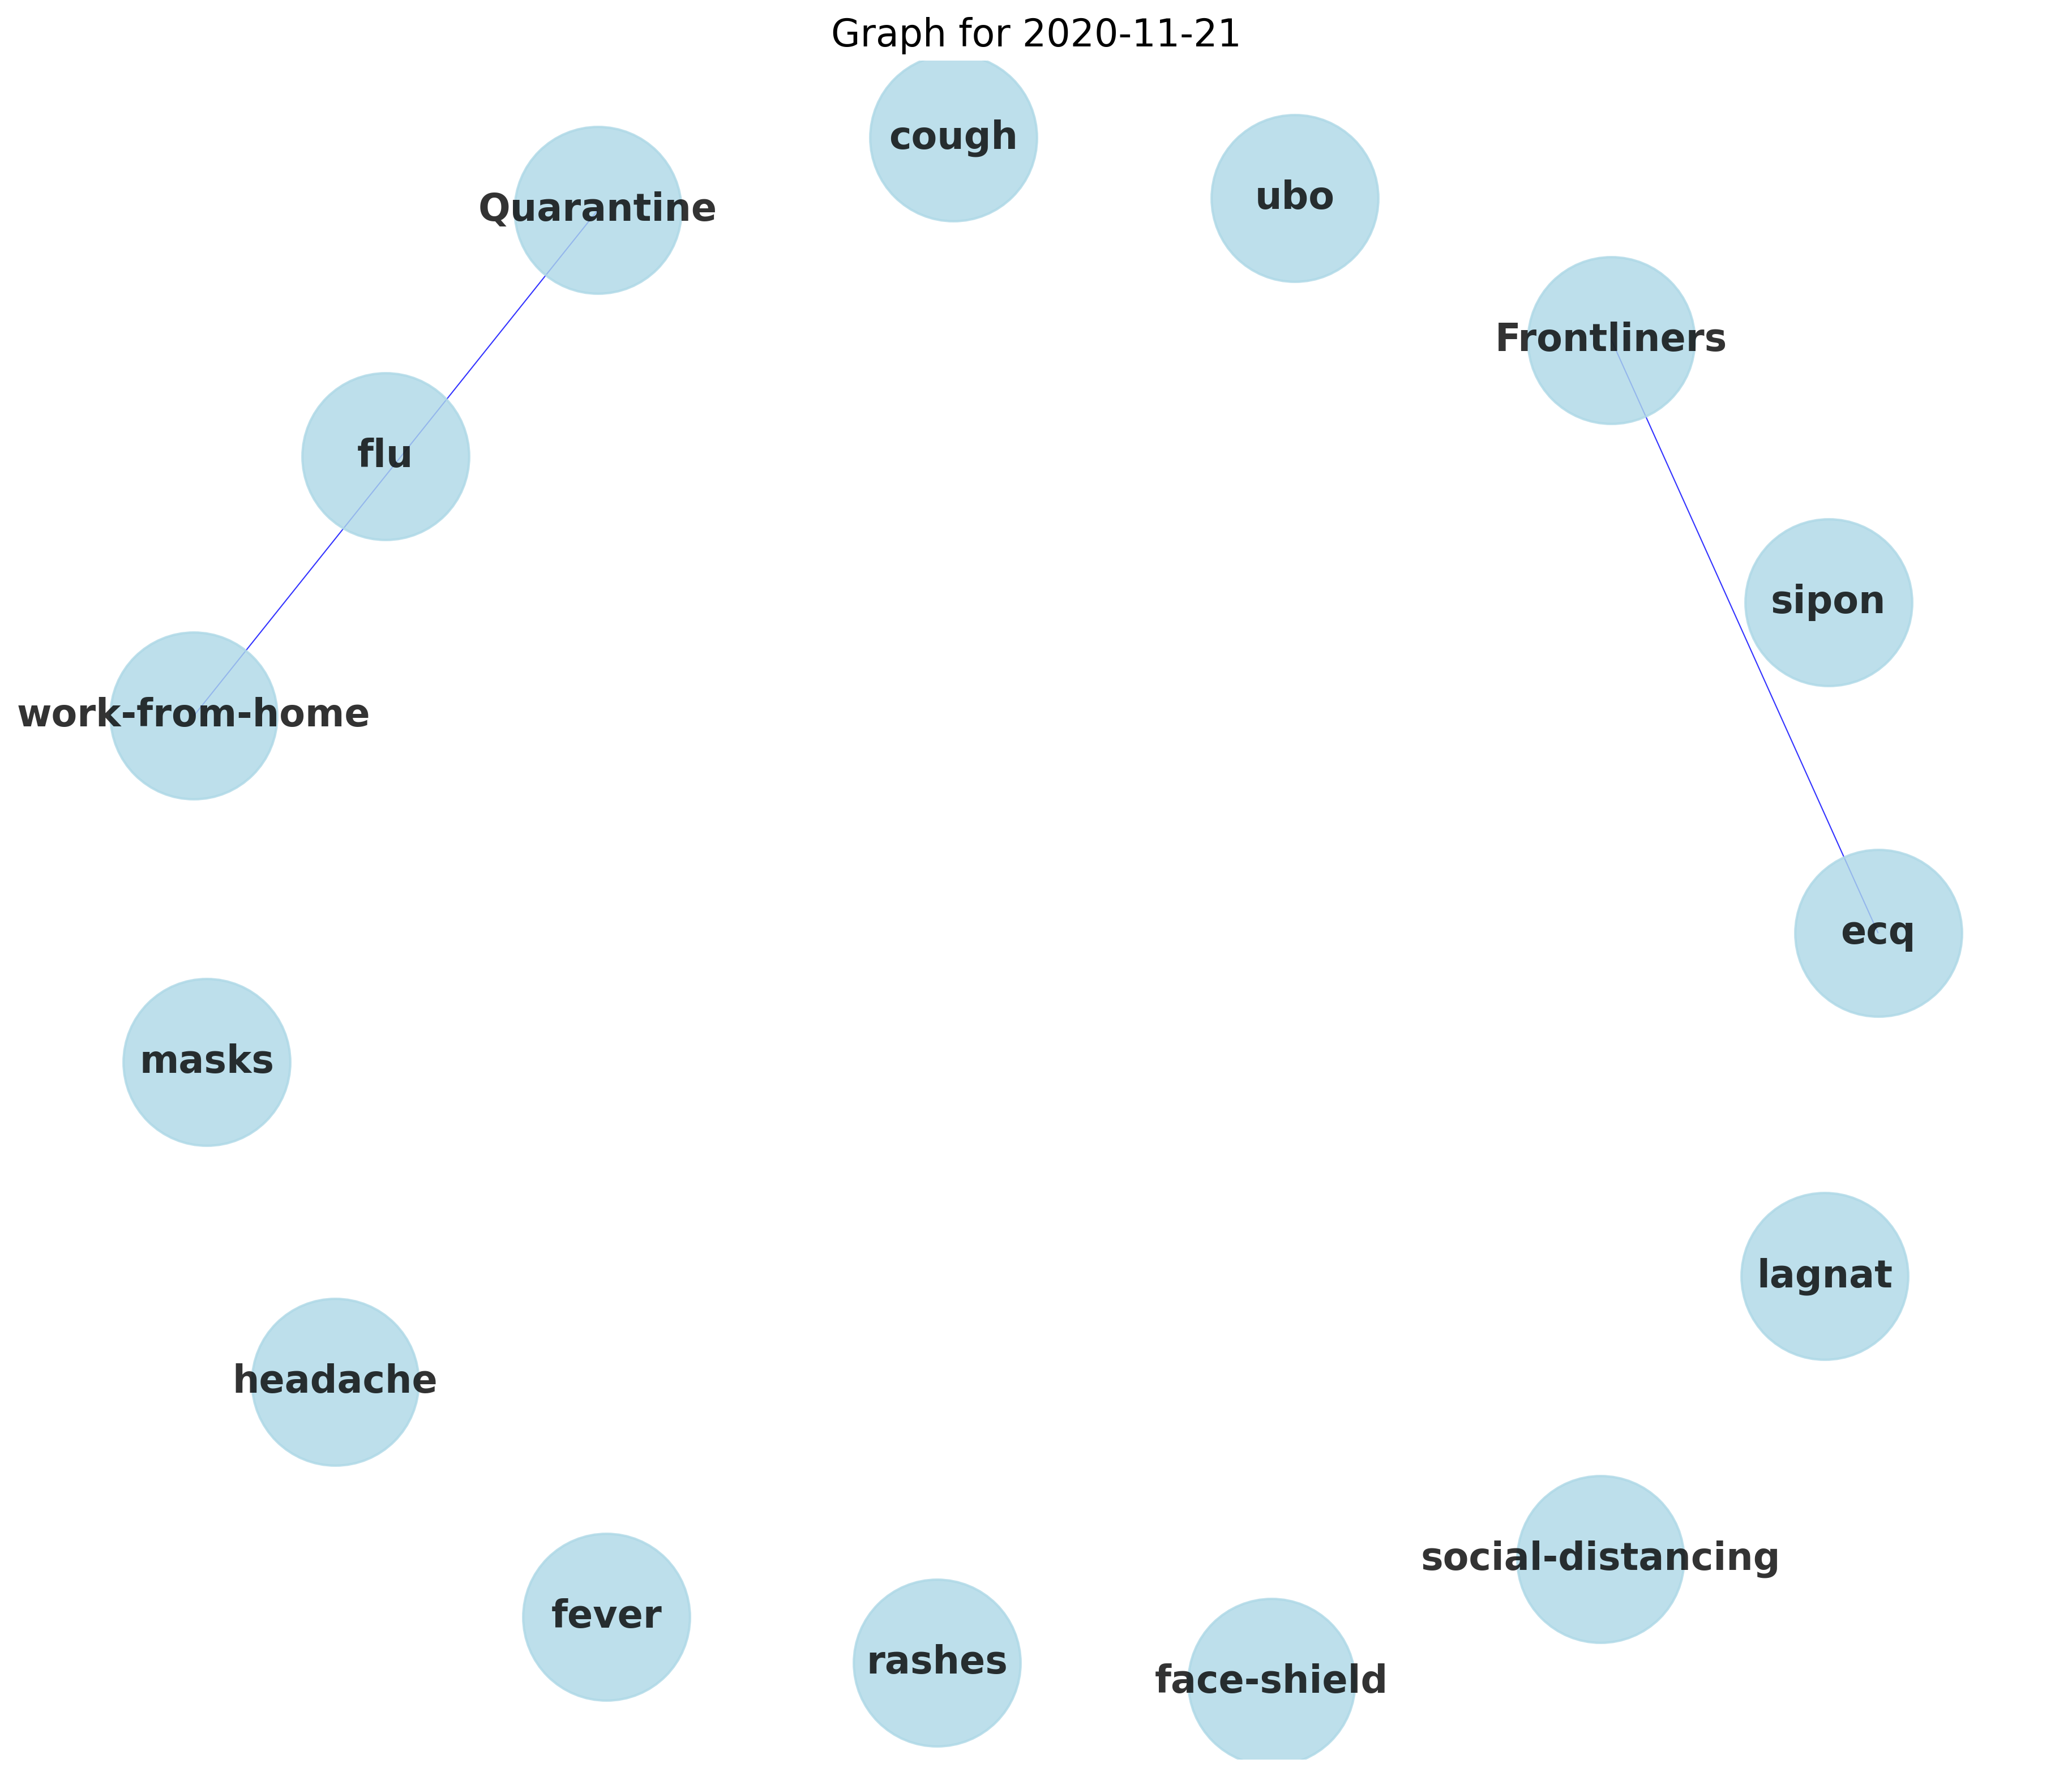 Graph for 2020-11-21
cough
ubo
Quarantine
Frontliners
flu
sipon
work-from-home
ecq
masks
lagnat
headache
social-distancing
fever
rashes
face-shield